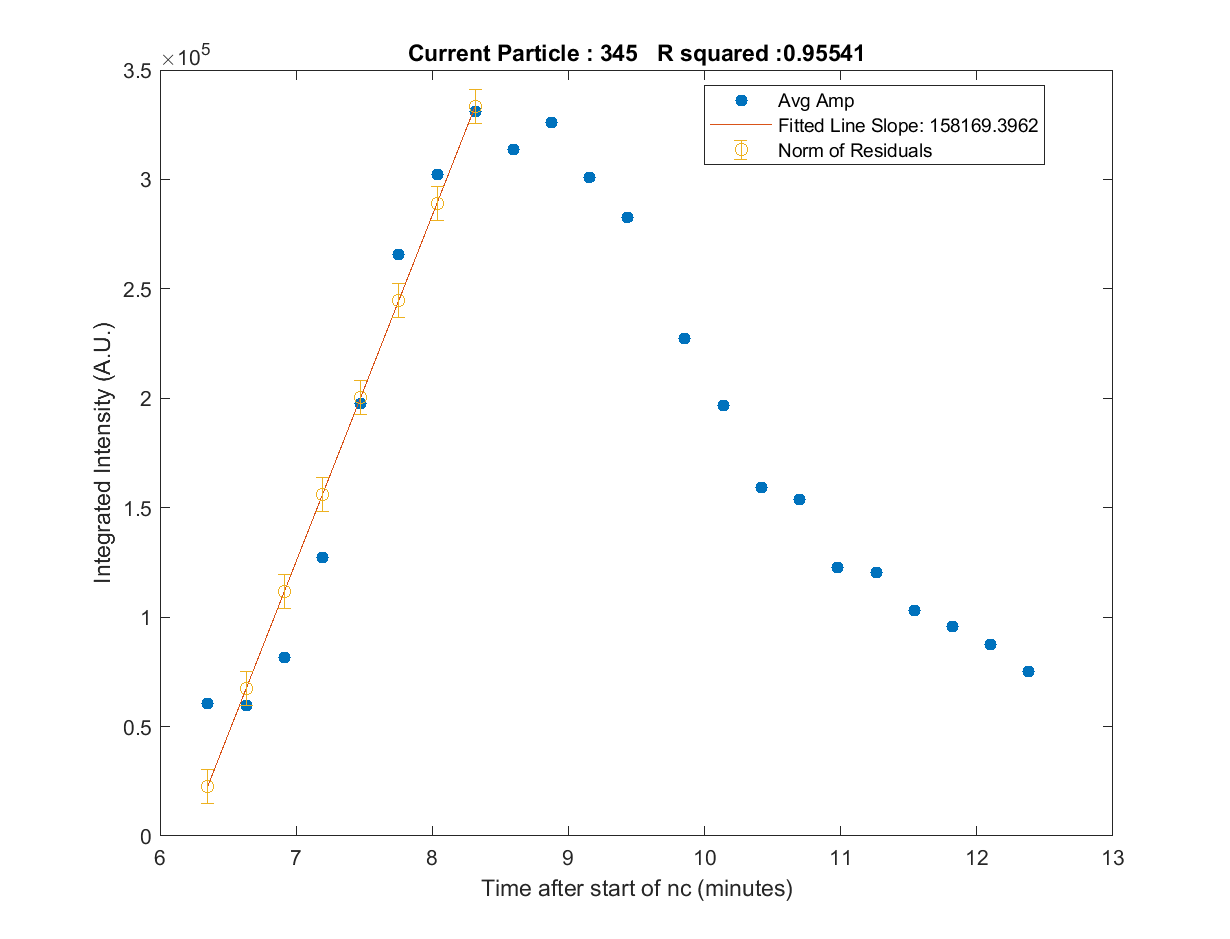 Current Particle : 345   R squared :0.95541
×10^5
3.5
3
2.5
2
1.5
1
0.5
0
Integrated Intensity (A.U.)
Avg Amp
Fitted Line Slope: 158169.3962
Norm of Residuals
6 7 8 9 10 11 12 13
Time after start of nc (minutes)